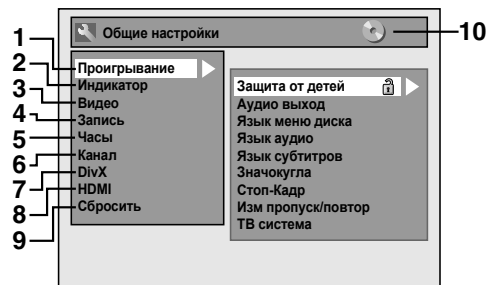 Общие настройки
10
1
Проигрывание
2
Индикатор
3
Видео
4
Запись
5
Часы
6
Канал
7
DivX
8
HDMI
9
Сбросить
Защита от детей
Аудио выход
Язык меню диска
Язык аудио
Язык субтитров
Значокугла
Стоп-Кадр
Изм пропуск/повтор
ТВ система